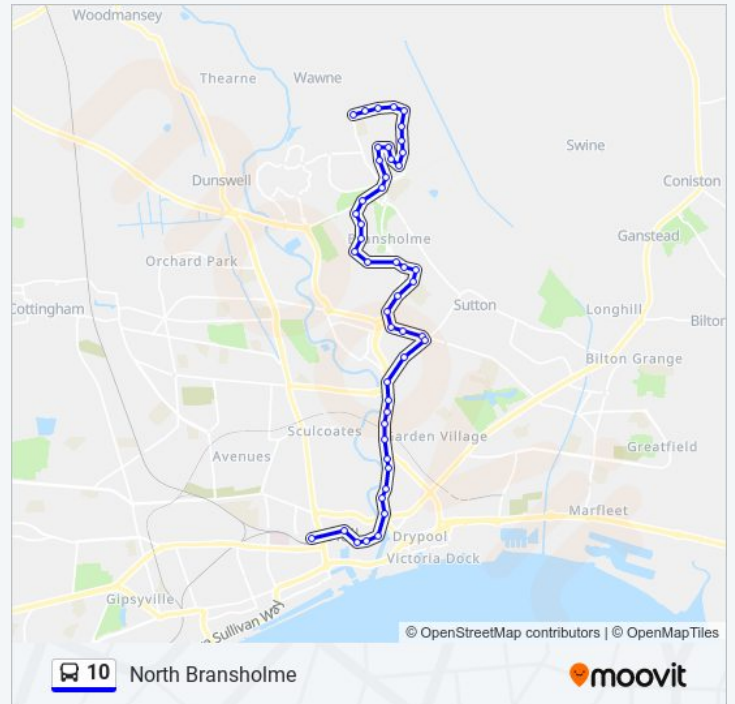 Woodmansey
Thearne
Wawne
Swine
Dunswell
Coniston
Bransholme
Ganstead
Orchard Park
Cottingham
Sutton
Longhill
Bilton
Bilton Grange
Sculcoates
Garden Village
Avenues
Greatfield
Marfleet
Drypool
Victoria Dock
Gipsyville
Sullivan Way
© OpenStreetMap contributors | © OpenMapTiles
10
North Bransholme
moovit